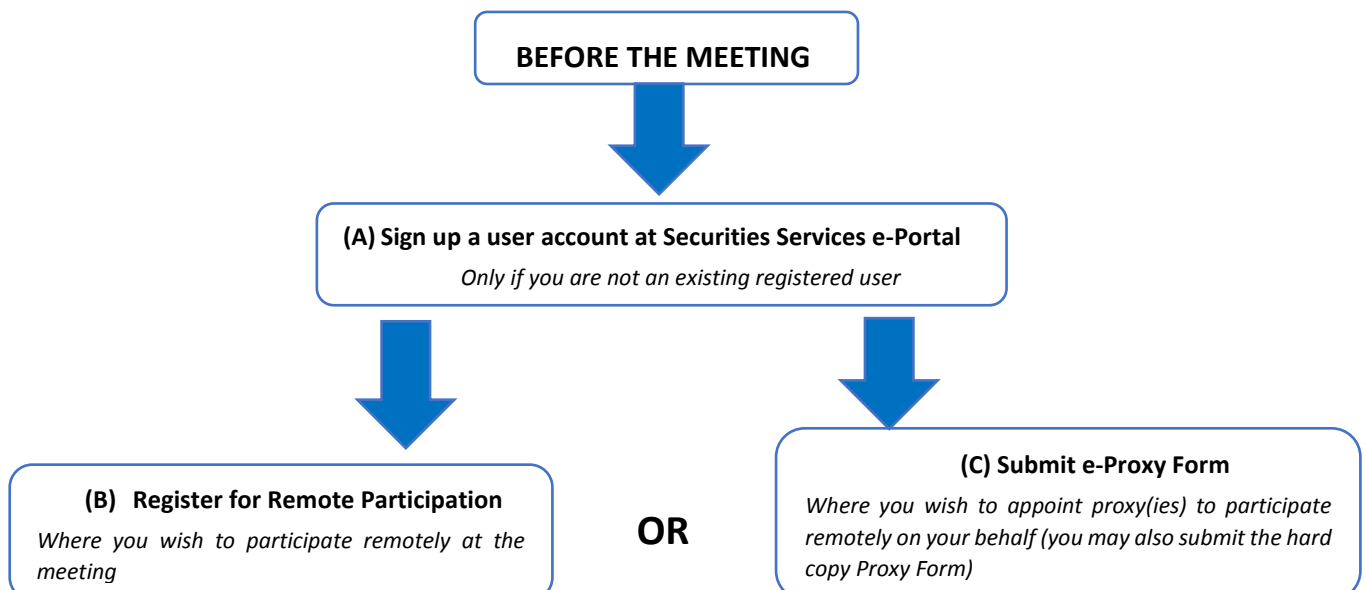 BEFORE THE MEETING
(A) Sign up a user account at Securities Services e-Portal
Only if you are not an existing registered user
(B) Register for Remote Participation
Where you wish to participate remotely at the
meeting
OR
(C) Submit e-Proxy Form
Where you wish to appoint proxy(ies) to participate
remotely on your behalf (you may also submit the hard
copy Proxy Form)